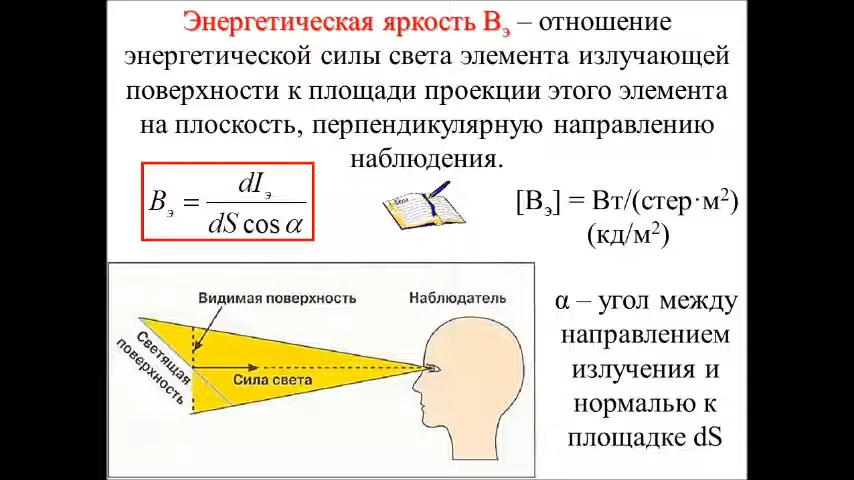 Энергетическая яркость Вэ – отношение
энергетической силы света элемента излучающей
поверхности к площади проекции этого элемента
на плоскость, перпендикулярную направлению
наблюдения.
Bэ = dIэ / dS cos α
[Вэ] = Вт/(стер·м²)
(кд/м²)
Видимая поверхность
Наблюдатель
Светящая
поверхность
Сила света
α – угол между
направлением
излучения и
нормалью к
площадке dS